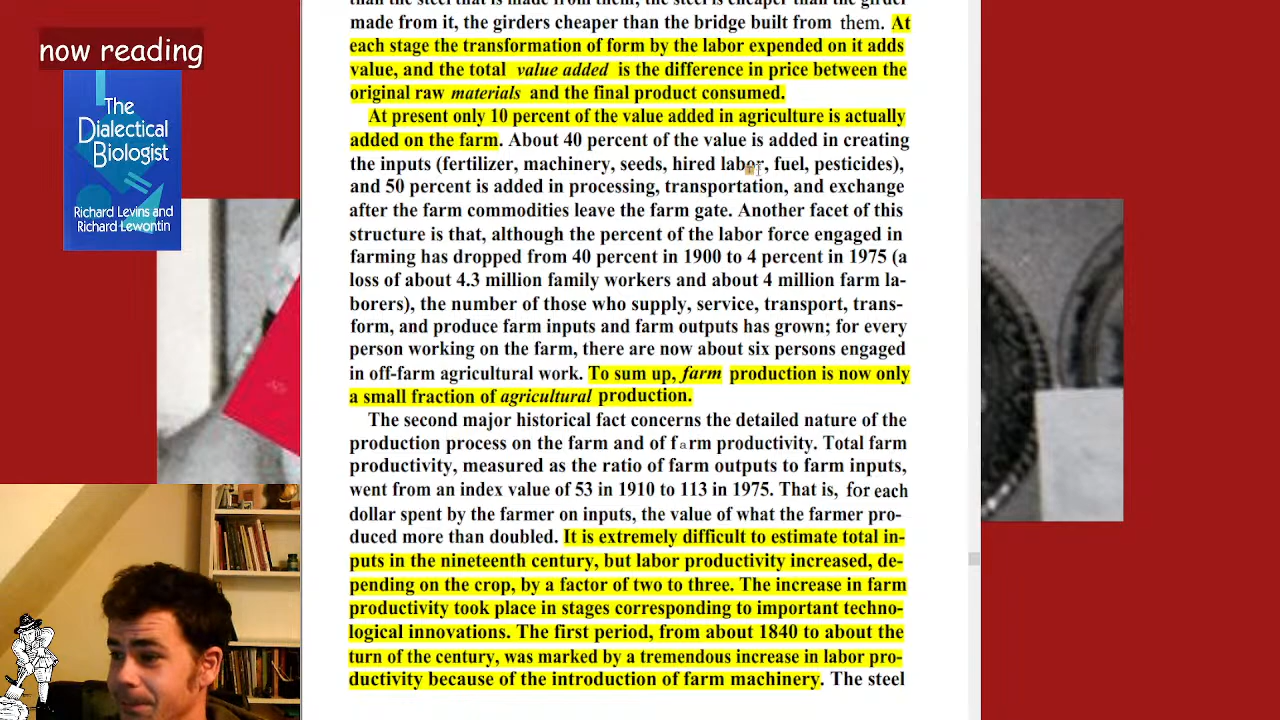 now reading
The
Dialectical
Biologist
Richard Levins and
Richard Lewontin
than the steel that is made from them, the steel is cheaper than the girder
made from it, the girders cheaper than the bridge built from them. At
each stage the transformation of form by the labor expended on it adds
value, and the total value added is the difference in price between the
original raw materials and the final product consumed.
At present only 10 percent of the value added in agriculture is actually
added on the farm. About 40 percent of the value is added in creating
the inputs (fertilizer, machinery, seeds, hired labor, fuel, pesticides),
and 50 percent is added in processing, transportation, and exchange
after the farm commodities leave the farm gate. Another facet of this
structure is that, although the percent of the labor force engaged in
farming has dropped from 40 percent in 1900 to 4 percent in 1975 (a
loss of about 4.3 million family workers and about 4 million farm la-
borers), the number of those who supply, service, transport, trans-
form, and produce farm inputs and farm outputs has grown; for every
person working on the farm, there are now about six persons engaged
in off-farm agricultural work. To sum up, farm production is now only
a small fraction of agricultural production.
The second major historical fact concerns the detailed nature of the
production process on the farm and of farm productivity. Total farm
productivity, measured as the ratio of farm outputs to farm inputs,
went from an index value of 53 in 1910 to 113 in 1975. That is, for each
dollar spent by the farmer on inputs, the value of what the farmer pro-
duced more than doubled. It is extremely difficult to estimate total in-
puts in the nineteenth century, but labor productivity increased, de-
pending on the crop, by a factor of two to three. The increase in farm
productivity took place in stages corresponding to important techno-
logical innovations. The first period, from about 1840 to about the
turn of the century, was marked by a tremendous increase in labor pro-
ductivity because of the introduction of farm machinery. The steel